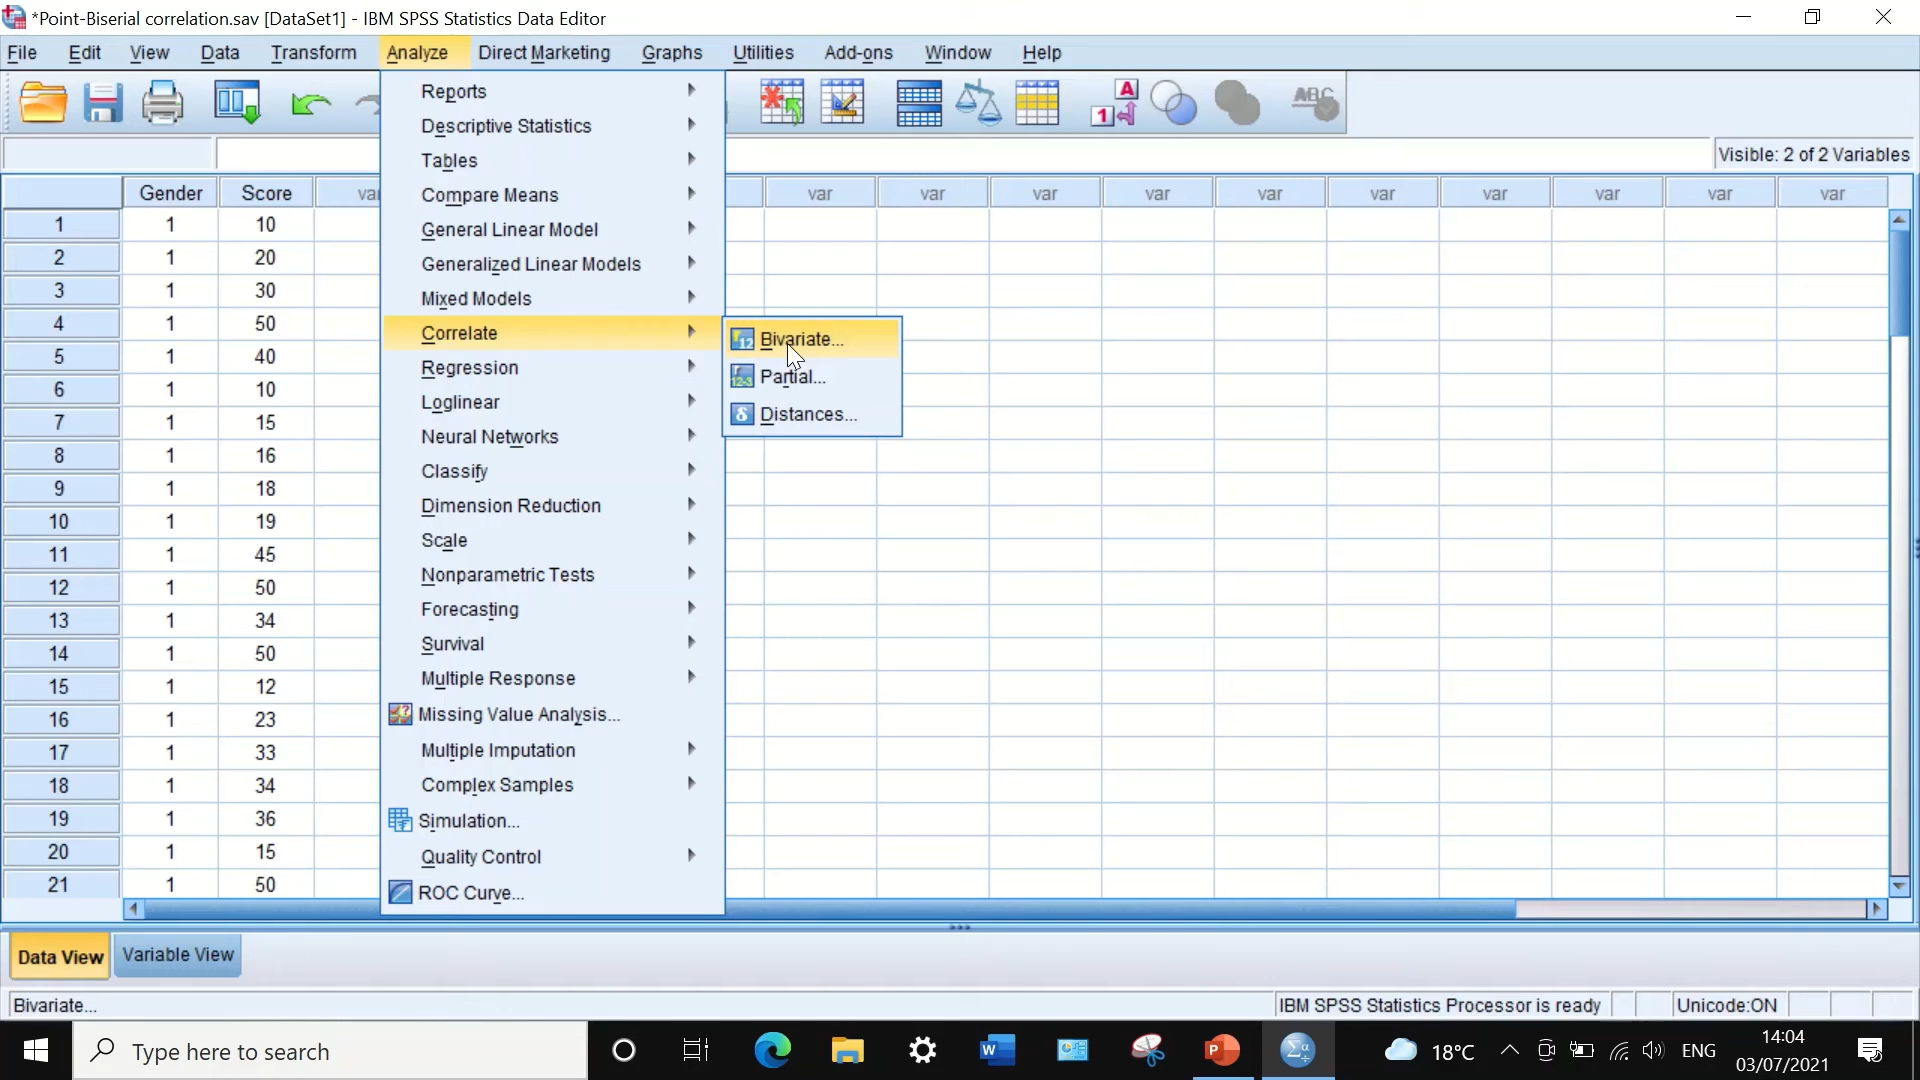 *Point-Biserial correlation.sav [DataSet1] - IBM SPSS Statistics Data Editor
File Edit View Data Transform Analyze Direct Marketing Graphs Utilities Add-ons Window Help
A
1
ABC
Visible: 2 of 2 Variables
Gender Score var var var var var var var var var var
1 1 10
2 1 20
3 1 30
4 1 50
5 1 40
6 1 10
7 1 15
8 1 16
9 1 18
10 1 19
11 1 45
12 1 50
13 1 34
14 1 50
15 1 12
16 1 23
17 1 33
18 1 34
19 1 36
20 1 15
21 1 50
Reports
Descriptive Statistics
Tables
Compare Means
General Linear Model
Generalized Linear Models
Mixed Models
Correlate
Regression
Loglinear
Neural Networks
Classify
Dimension Reduction
Scale
Nonparametric Tests
Forecasting
Survival
Multiple Response
Missing Value Analysis...
Multiple Imputation
Complex Samples
Simulation...
Quality Control
ROC Curve...
Bivariate...
Partial...
Distances...
Data View Variable View
Bivariate... IBM SPSS Statistics Processor is ready Unicode:ON
Type here to search
18°C ENG
14:04
03/07/2021